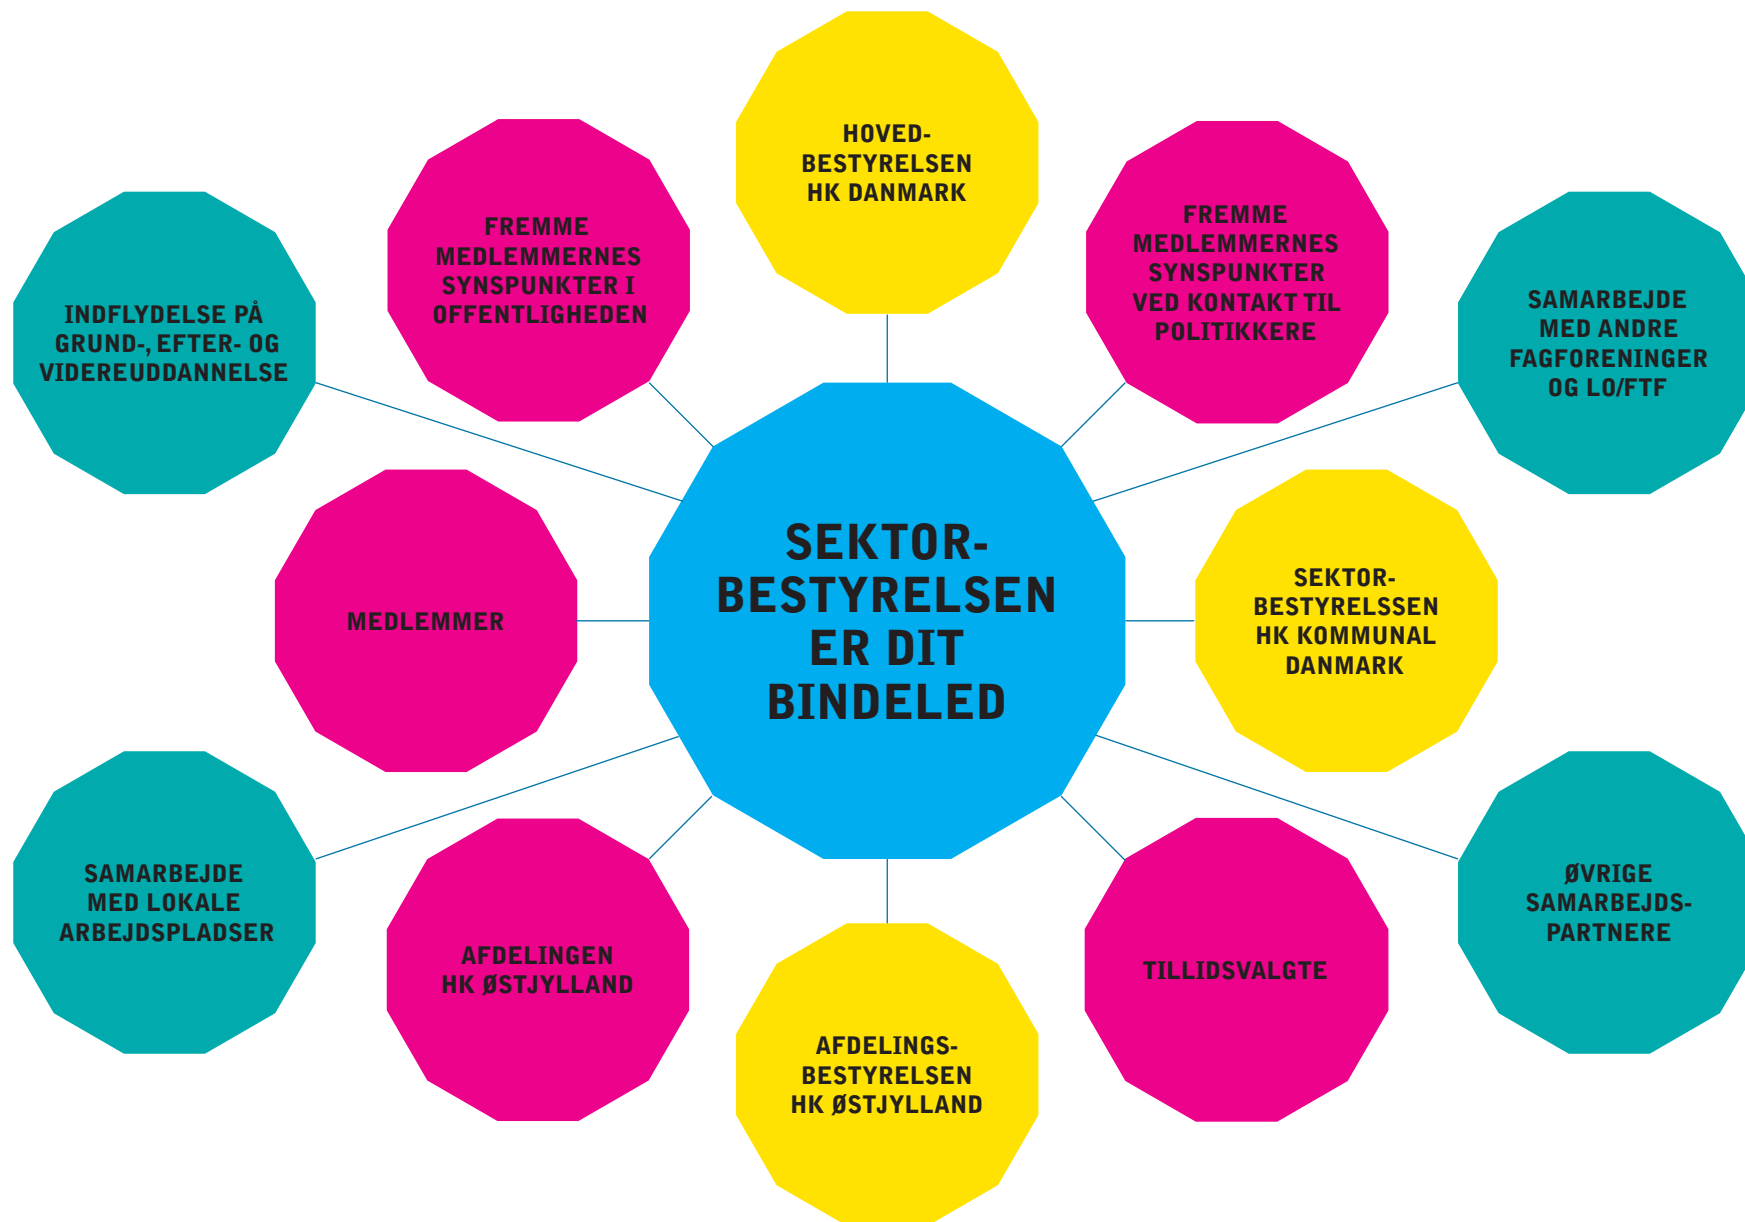 HOVED-
BESTYRELSEN
HK DANMARK
FREMME
MEDLEMMERNES
SYNSPUNKTER I
OFFENTLIGHEDEN
FREMME
MEDLEMMERNES
SYNSPUNKTER
VED KONTAKT TIL
POLITIKKERE
INDFLYDELSE PÅ
GRUND-, EFTER- OG
VIDEREUDDANNELSE
SAMARBEJDE
MED ANDRE
FAGFORENINGER
OG LO/FTF
MEDLEMMER
SEKTOR-
BESTYRELSEN
ER DIT
BINDELED
SEKTOR-
BESTYRELSSEN
HK KOMMUNAL
DANMARK
SAMARBEJDE
MED LOKALE
ARBEJDSPLADSER
AFDELINGEN
HK ØSTJYLLAND
AFDELINGS-
BESTYRELSEN
HK ØSTJYLLAND
TILLIDSVALGTE
ØVRIGE
SAMARBEJDS-
PARTNERE